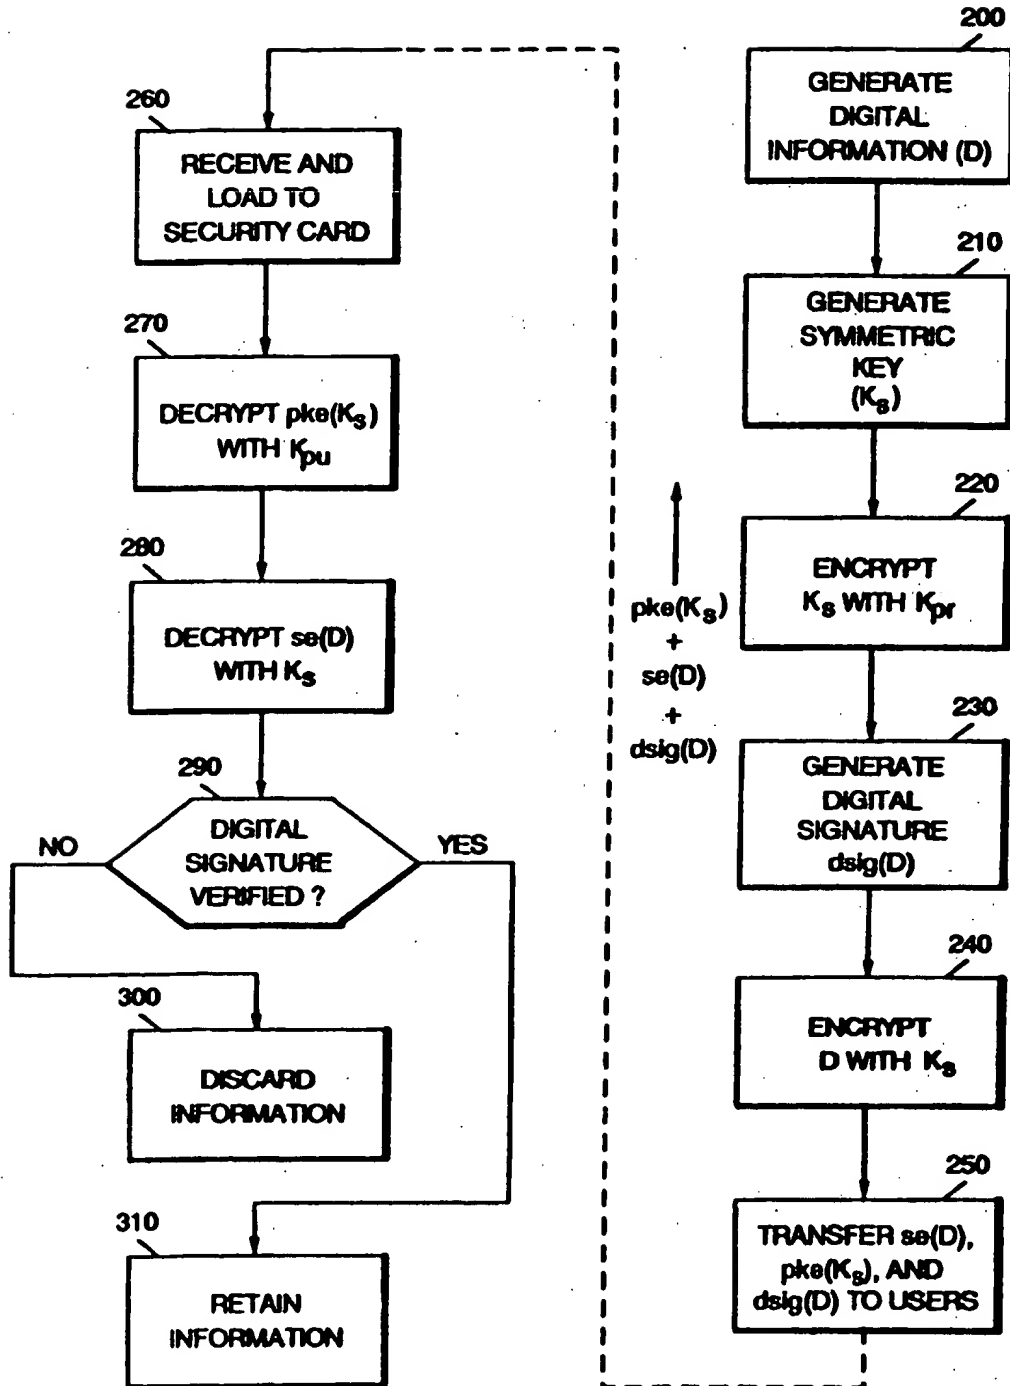 200
GENERATE
DIGITAL
INFORMATION (D)
210
GENERATE
SYMMETRIC
KEY
(Ks)
220
ENCRYPT
Ks WITH Kpr
230
GENERATE
DIGITAL
SIGNATURE
dsig(D)
240
ENCRYPT
D WITH Ks
250
TRANSFER se(D),
pke(Ks), AND
dsig(D) TO USERS
pke(Ks)
+
se(D)
+
dsig(D)
260
RECEIVE AND
LOAD TO
SECURITY CARD
270
DECRYPT pke(Ks)
WITH Kpu
280
DECRYPT se(D)
WITH Ks
290
DIGITAL
SIGNATURE
VERIFIED ?
NO
YES
300
DISCARD
INFORMATION
310
RETAIN
INFORMATION